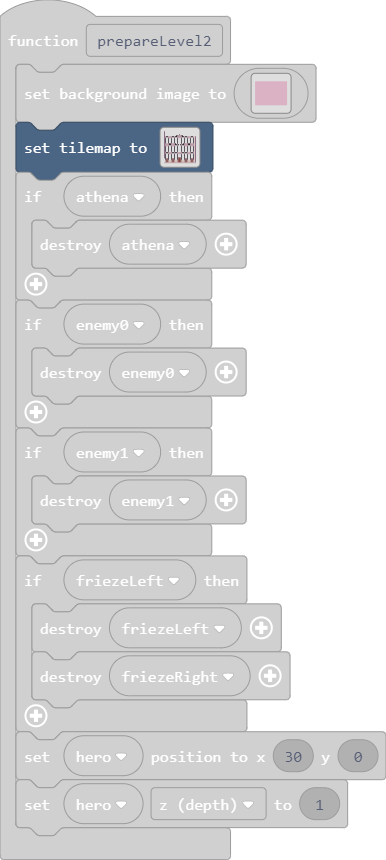 function prepareLevel2
set background image to
set tilemap to
if athena then
destroy athena
if enemy0 then
destroy enemy0
if enemy1 then
destroy enemy1
if friezeLeft then
destroy friezeLeft
destroy friezeRight
set hero position to x 30 y 0
set hero z (depth) to 1